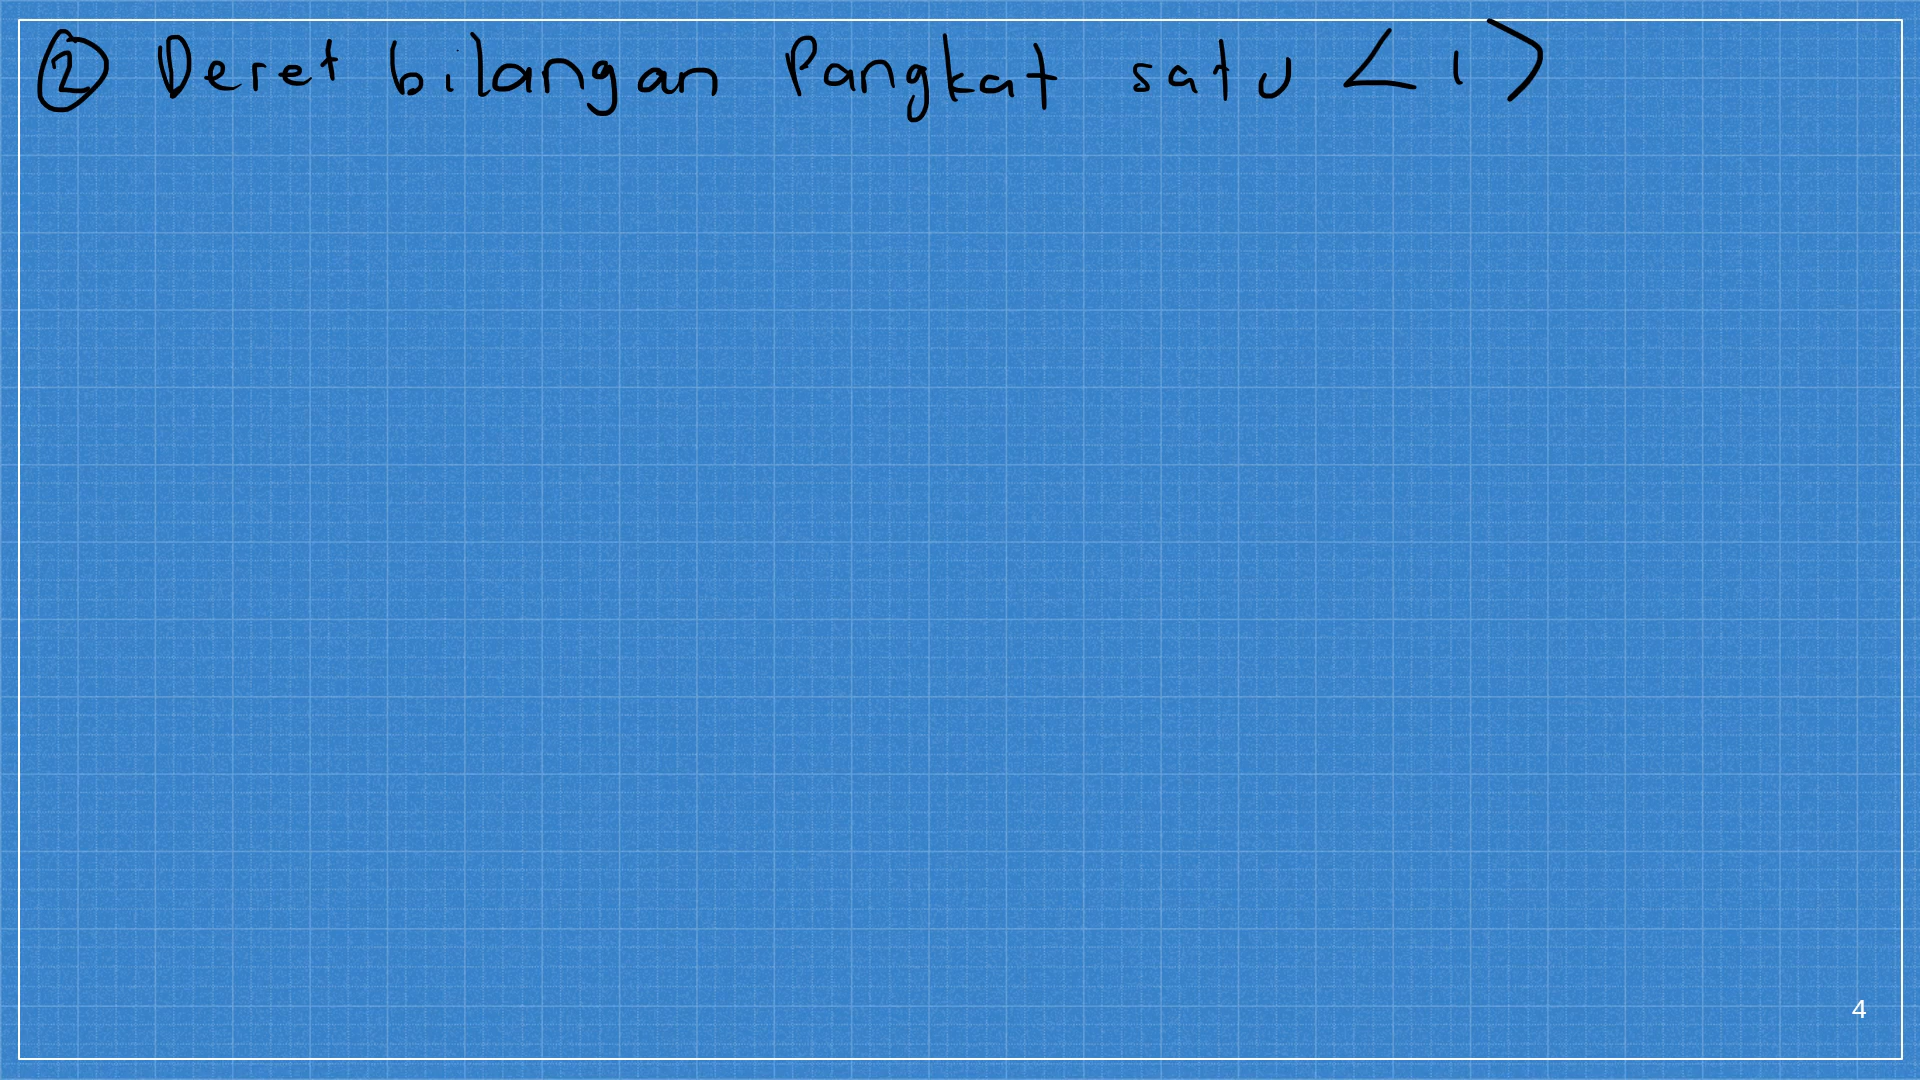 ② Deret bilangan Pangkat satu <1>
4